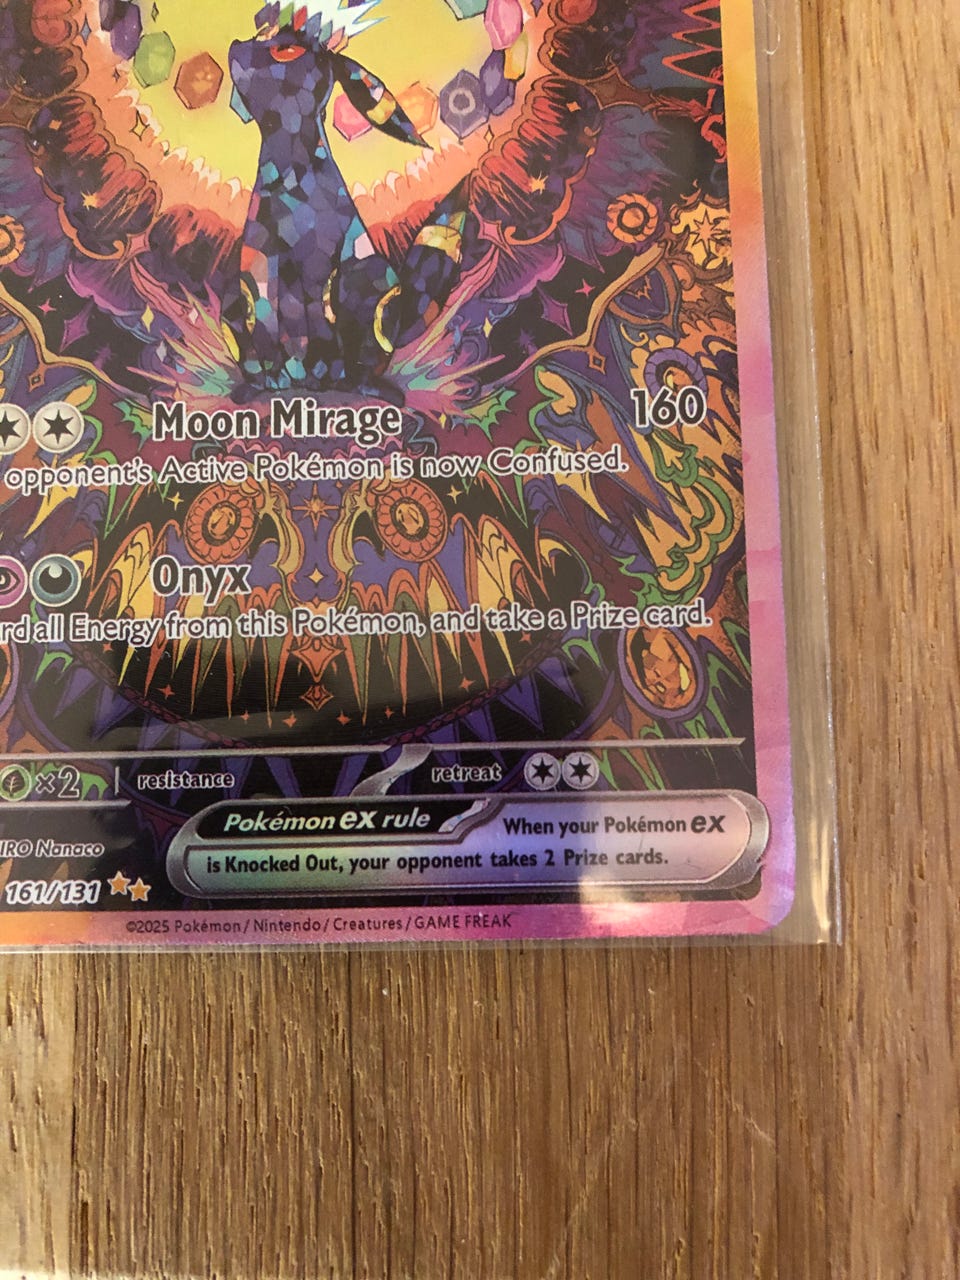 Moon Mirage 160
opponent's Active Pokémon is now Confused.
Onyx
all Energy from this Pokémon, and take a Prize card.
×2 resistance retreat
Pokémon ex rule When your Pokémon ex
is Knocked Out, your opponent takes 2 Prize cards.
Nanaco
161/131
©2025 Pokémon / Nintendo / Creatures / GAME FREAK